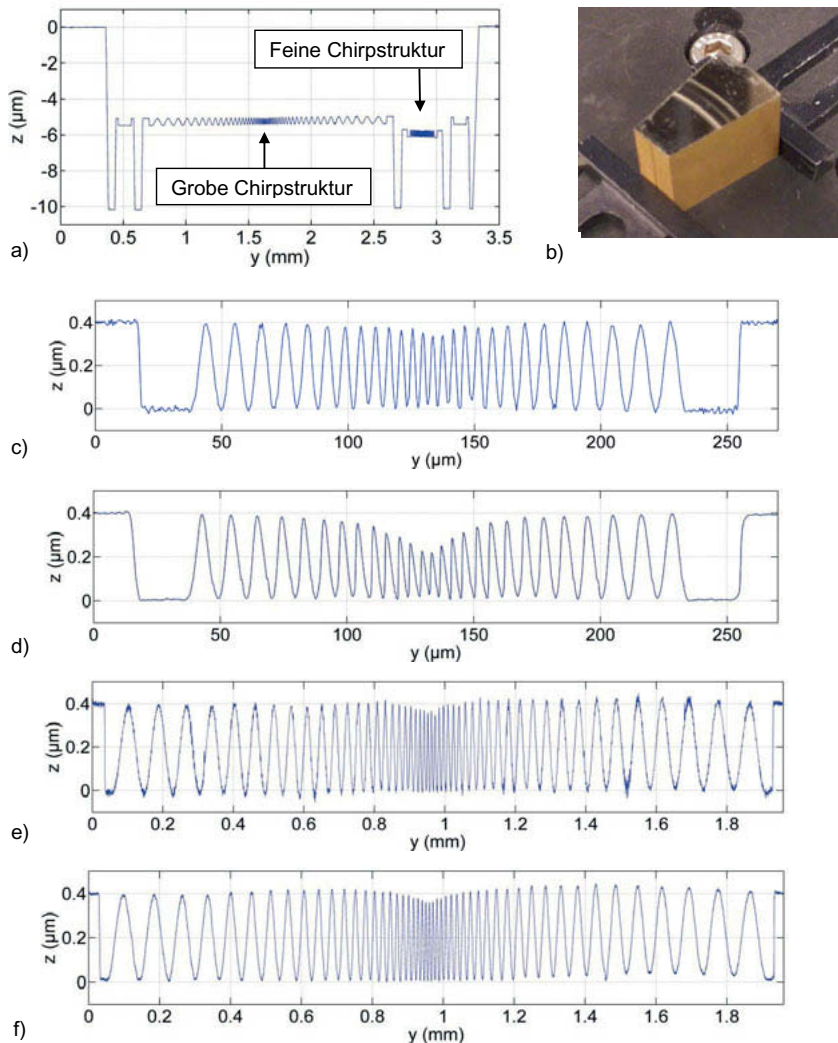 0
-2
-4
-6
-8
-10
z (µm)
Feine Chirpstruktur
Grobe Chirpstruktur
0 0.5 1 1.5 2 2.5 3 3.5
y (mm)
a)
b)
0.4
0.2
0
z (µm)
0 50 100 150 200 250
y (µm)
c)
0.4
0.2
0
z (µm)
0 50 100 150 200 250
y (µm)
d)
0.4
0.2
0
z (µm)
0 0.2 0.4 0.6 0.8 1 1.2 1.4 1.6 1.8
y (mm)
e)
0.4
0.2
0
z (µm)
0 0.2 0.4 0.6 0.8 1 1.2 1.4 1.6 1.8
y (mm)
f)